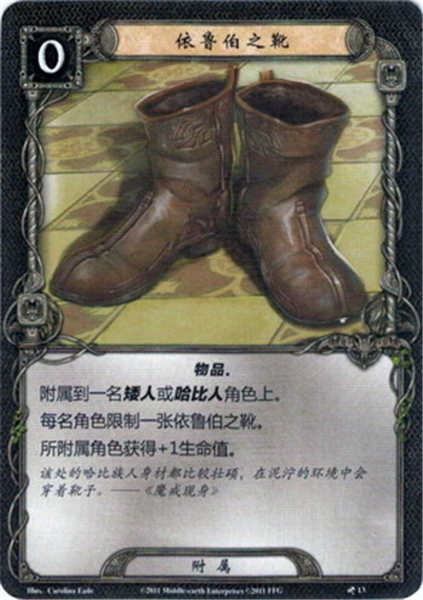 依鲁伯之靴
0
物品.
附属到一名矮人或哈比人角色上。
每名角色限制一张依鲁伯之靴。
所附属角色获得+1生命值。
该处的哈比族人身材都比较壮硕，在泥泞的环境中会
穿着靴子。——《魔戒现身》
附属
Illus. Carolina Eade ©2011 Middle-earth Enterprises ©2011 FFG 13